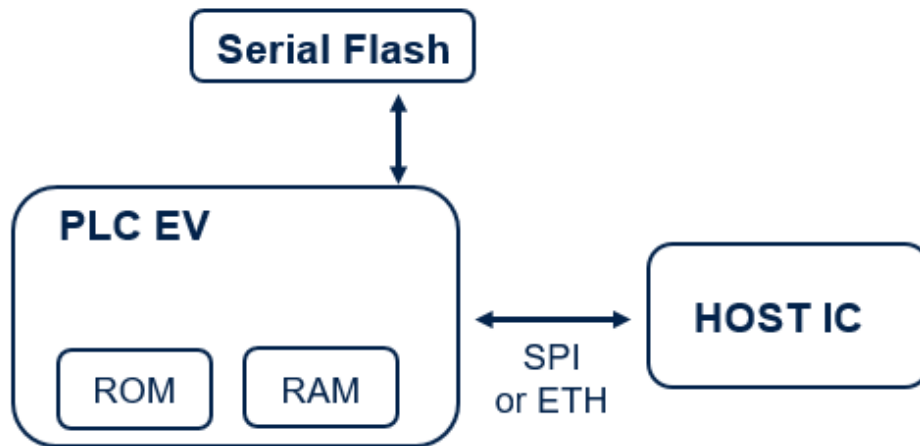 Serial Flash
PLC EV
ROM
RAM
SPI
or ETH
HOST IC